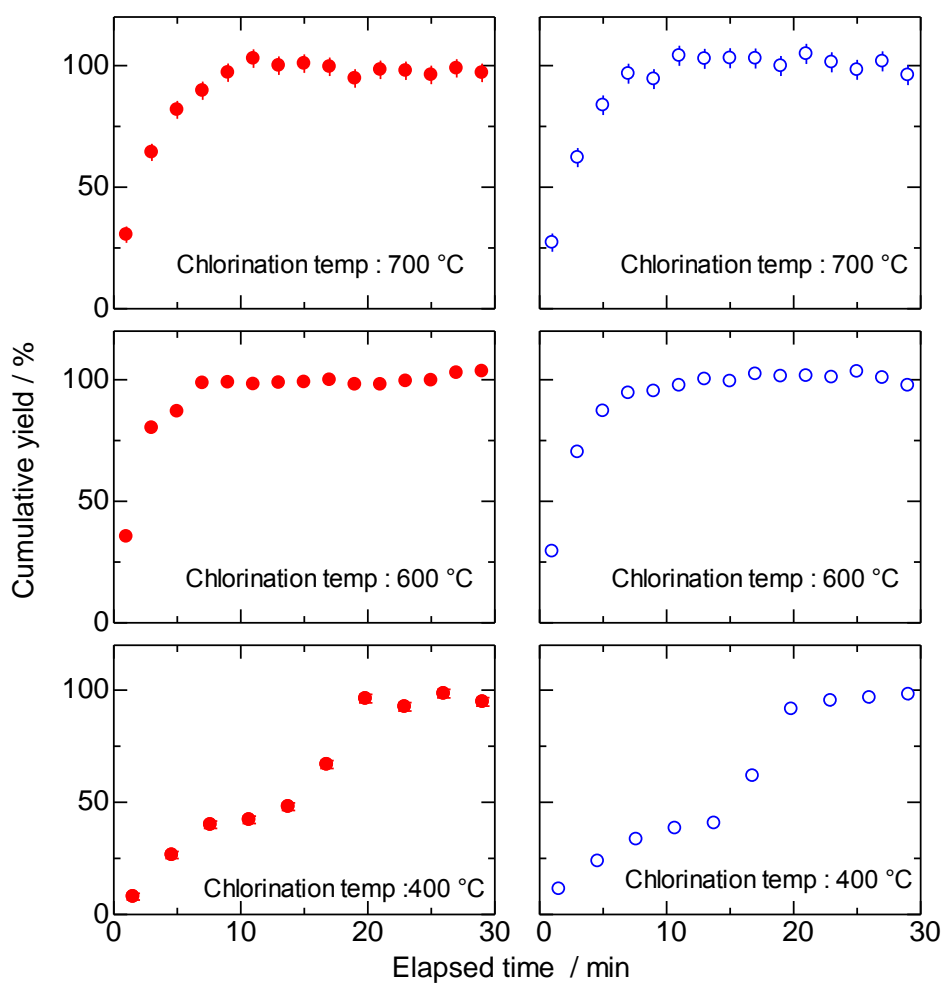 100
50
0
Chlorination temp : 700 °C
Chlorination temp : 700 °C
Cumulative yield / %
100
50
0
Chlorination temp : 600 °C
Chlorination temp : 600 °C
100
50
0
Chlorination temp :400 °C
Chlorination temp : 400 °C
0 10 20 30 0 10 20 30
Elapsed time / min